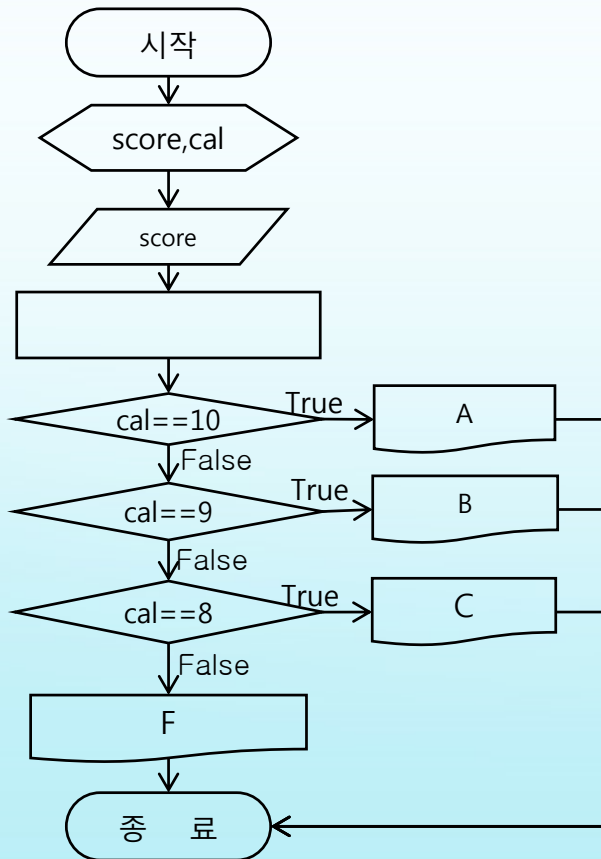 시작
score,cal
score
cal==10
True
A
False
cal==9
True
B
False
cal==8
True
C
False
F
종 료